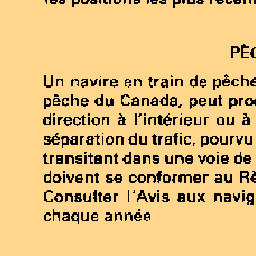 les positions les plus
PÊC
Un navire en train de pêche
pêche du Canada, peut pro
direction à l'intérieur ou à
séparation du trafic, pourvu
transitant dans une voie de
doivent se conformer au Rè
Consulter l'Avis aux navig
chaque année